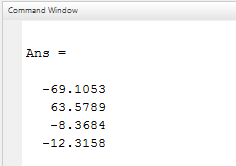 Command Window
Ans =
-69.1053
63.5789
-8.3684
-12.3158